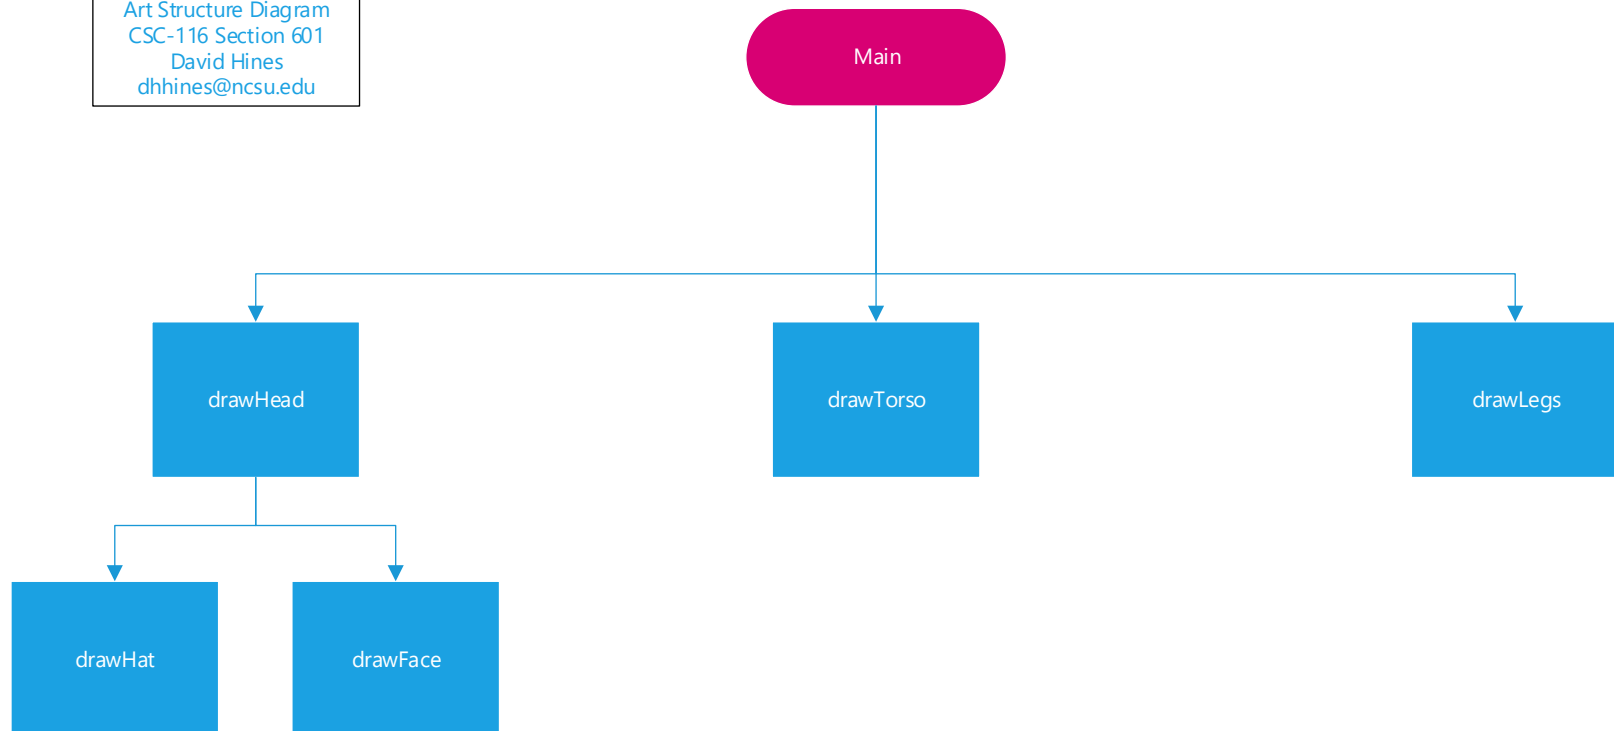 Art Structure Diagram
CSC-116 Section 601
David Hines
dhhines@ncsu.edu
Main
drawHead
drawTorso
drawLegs
drawHat
drawFace